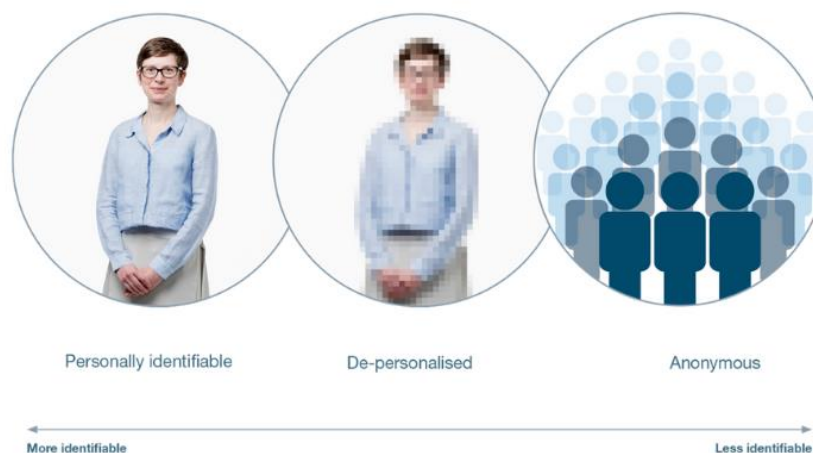 Personally identifiable
De-personalised
Anonymous
More identifiable
Less identifiable